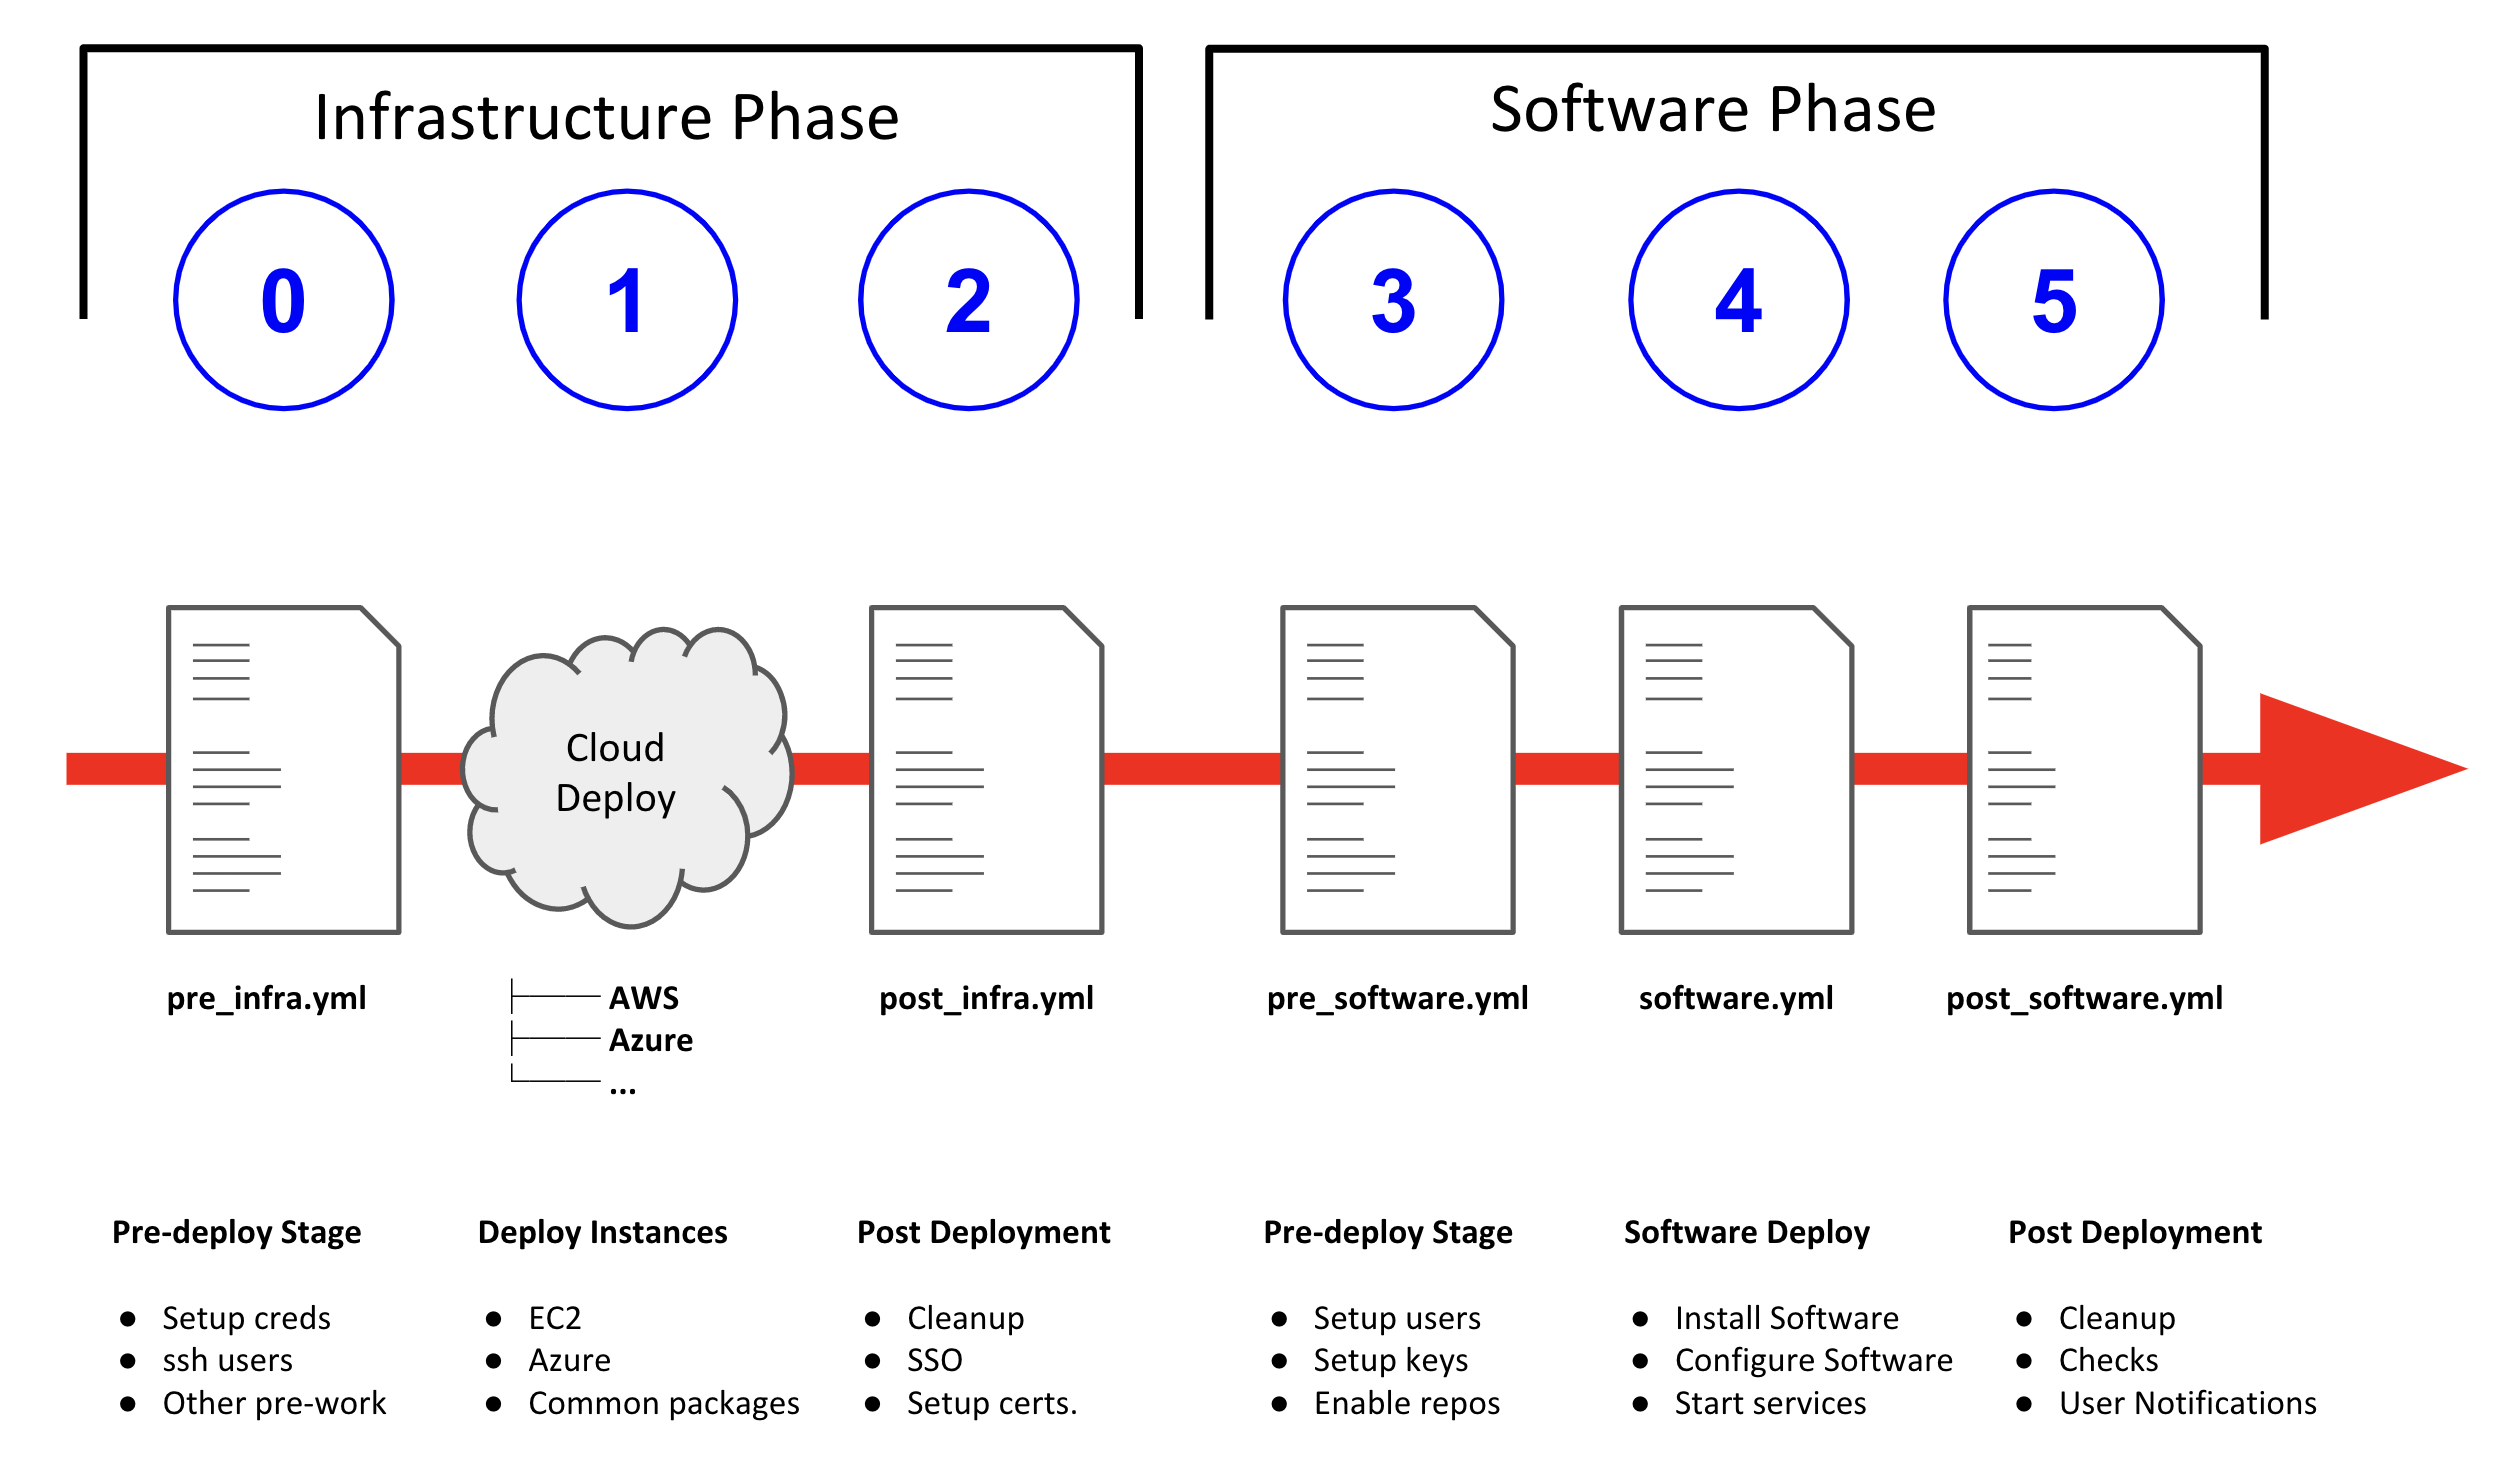 Infrastructure Phase
Software Phase
0
1
2
3
4
5
Cloud
Deploy
pre_infra.yml
AWS
Azure
...
post_infra.yml
pre_software.yml
software.yml
post_software.yml
Pre-deploy Stage
● Setup creds
● ssh users
● Other pre-work
Deploy Instances
● EC2
● Azure
● Common packages
Post Deployment
● Cleanup
● SSO
● Setup certs.
Pre-deploy Stage
● Setup users
● Setup keys
● Enable repos
Software Deploy
● Install Software
● Configure Software
● Start services
Post Deployment
● Cleanup
● Checks
● User Notifications